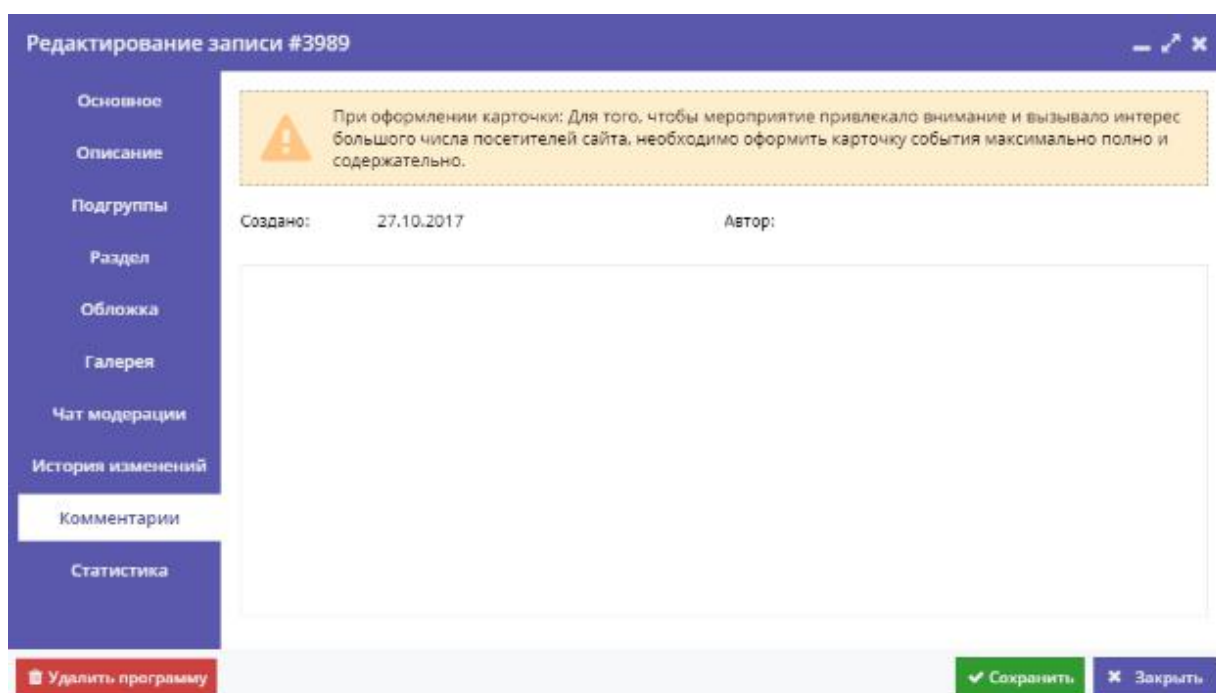 Редактирование записи #3989
Основное
Описание
Подгруппы
Раздел
Обложка
Галерея
Чат модерации
История изменений
Комментарии
Статистика
При оформлении карточки: Для того, чтобы мероприятие привлекало внимание и вызывало интерес
большого числа посетителей сайта, необходимо оформить карточку события максимально полно и
содержательно.
Создано: 27.10.2017 Автор:
Удалить программу
Сохранить
Закрыть